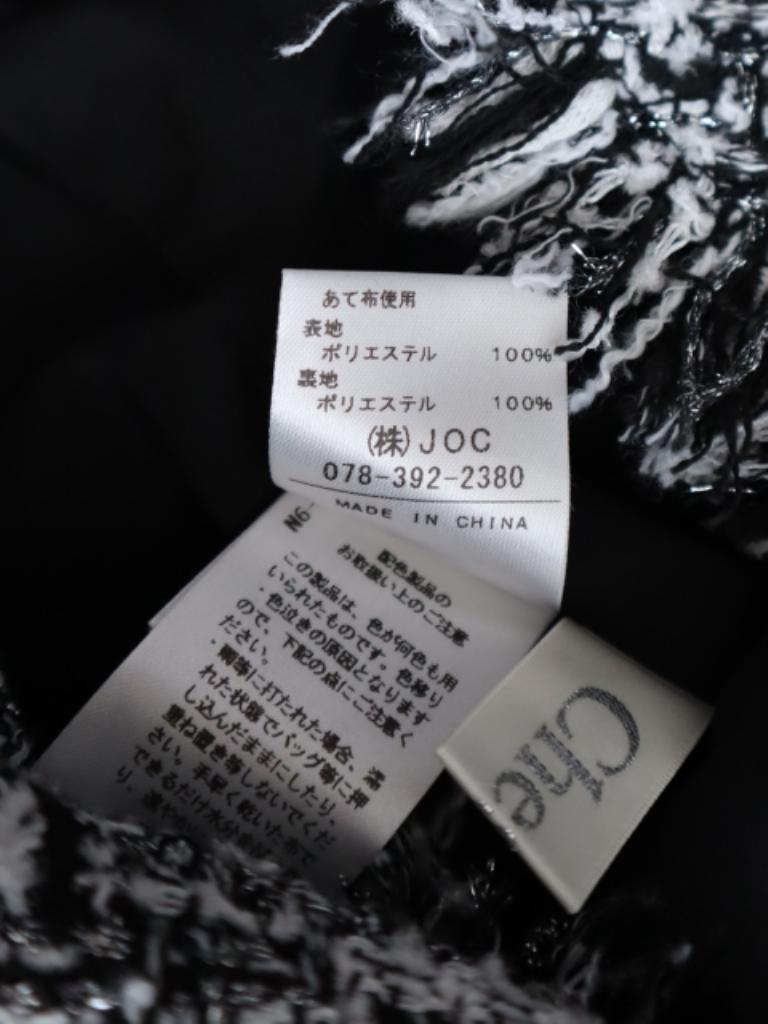 あて布使用
表地
ポリエステル 100%
裏地
ポリエステル 100%
(株)JOC
078-392-2380
MADE IN CHINA
N6-
配色製品の
お取扱い上のご注意
この製品は、色が何色も用
いられたものです。色移り
・色泣きの原因となります
ので、下記の点にご注意く
ださい。
・雨等に打たれた場合、濡
れた状態でバッグ等に押
し込んだままにしたり、
重ね置き等しないでくだ
さい。手早く乾いた布で
できるだけ水分を
り、速や
Che